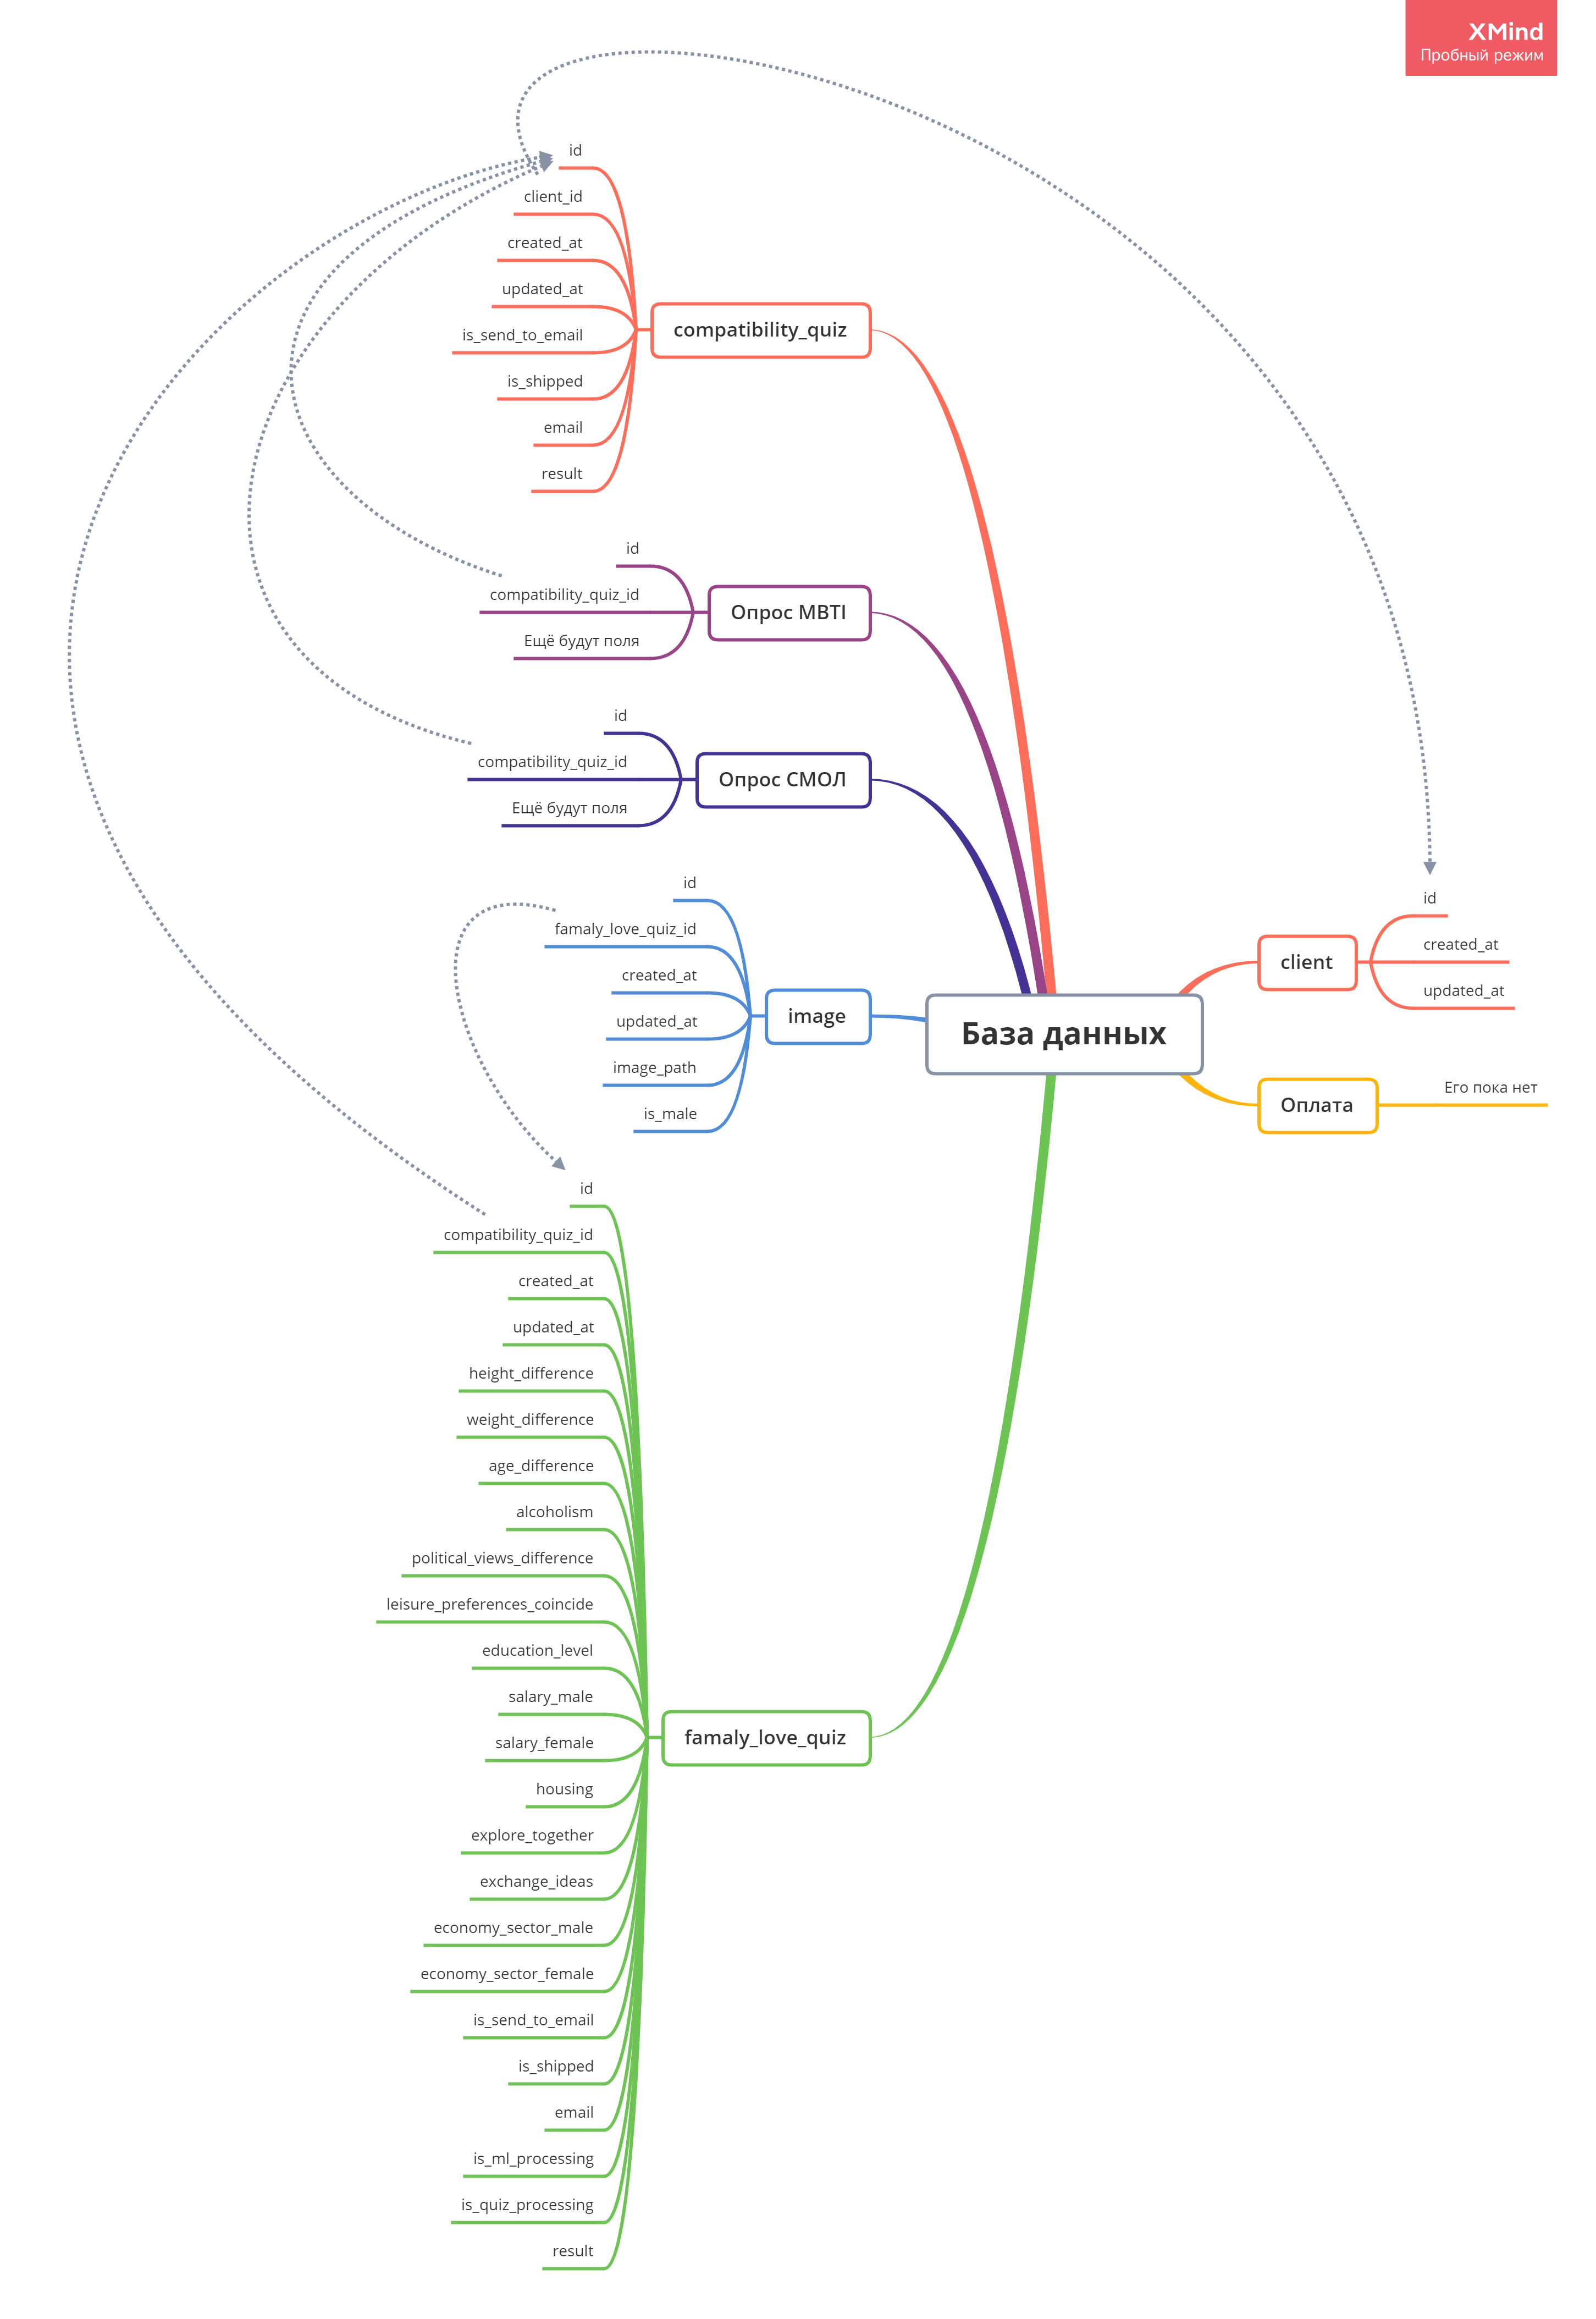 XMind
Пробный режим
id
client_id
created_at
updated_at
is_send_to_email
is_shipped
email
result
compatibility_quiz
id
compatibility_quiz_id
Ещё будут поля
Опрос MBTI
id
compatibility_quiz_id
Ещё будут поля
Опрос СМОЛ
id
famaly_love_quiz_id
created_at
updated_at
image_path
is_male
image
База данных
client
id
created_at
updated_at
Оплата
Его пока нет
id
compatibility_quiz_id
created_at
updated_at
height_difference
weight_difference
age_difference
alcoholism
political_views_difference
leisure_preferences_coincide
education_level
salary_male
salary_female
housing
explore_together
exchange_ideas
economy_sector_male
economy_sector_female
is_send_to_email
is_shipped
email
is_ml_processing
is_quiz_processing
result
famaly_love_quiz